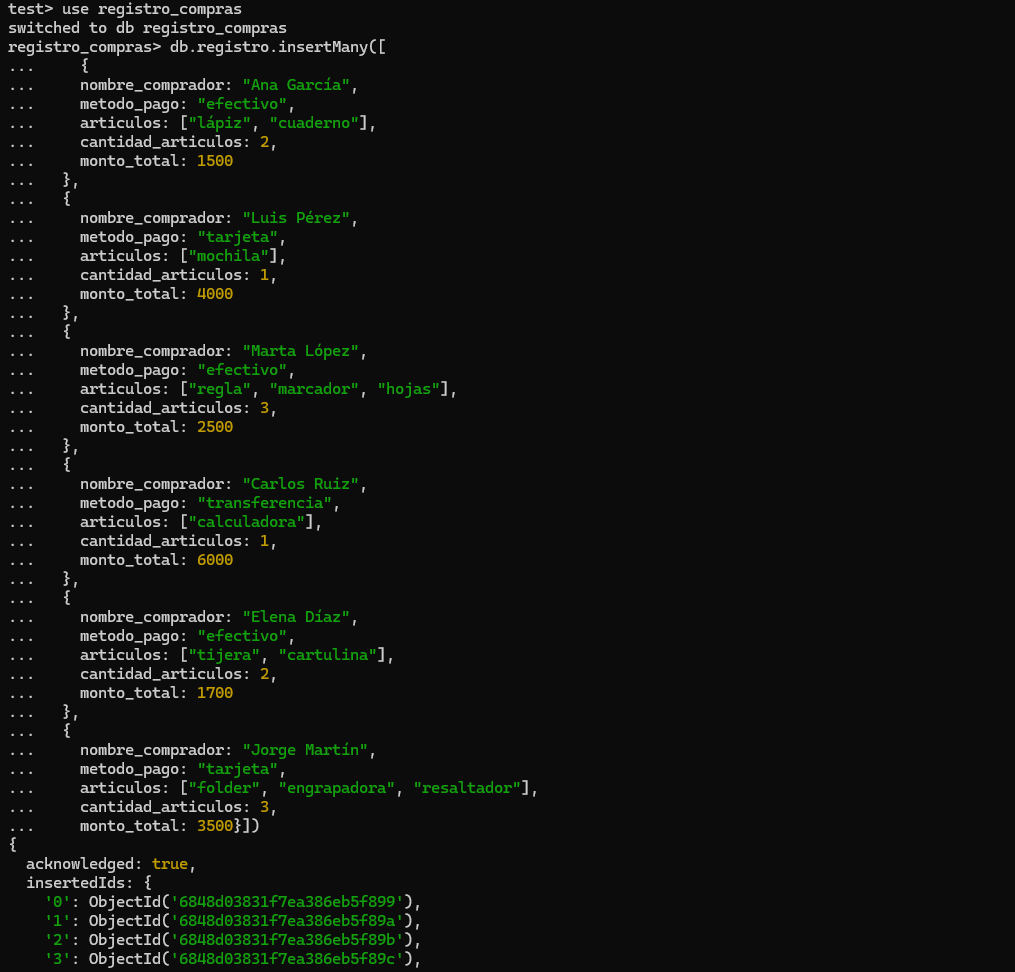 test> use registro_compras
switched to db registro_compras
registro_compras> db.registro.insertMany([
...     {
...     nombre_comprador: "Ana García",
...     metodo_pago: "efectivo",
...     articulos: ["lápiz", "cuaderno"],
...     cantidad_articulos: 2,
...     monto_total: 1500
...   },
...   {
...     nombre_comprador: "Luis Pérez",
...     metodo_pago: "tarjeta",
...     articulos: ["mochila"],
...     cantidad_articulos: 1,
...     monto_total: 4000
...   },
...   {
...     nombre_comprador: "Marta López",
...     metodo_pago: "efectivo",
...     articulos: ["regla", "marcador", "hojas"],
...     cantidad_articulos: 3,
...     monto_total: 2500
...   },
...   {
...     nombre_comprador: "Carlos Ruiz",
...     metodo_pago: "transferencia",
...     articulos: ["calculadora"],
...     cantidad_articulos: 1,
...     monto_total: 6000
...   },
...   {
...     nombre_comprador: "Elena Díaz",
...     metodo_pago: "efectivo",
...     articulos: ["tijera", "cartulina"],
...     cantidad_articulos: 2,
...     monto_total: 1700
...   },
...   {
...     nombre_comprador: "Jorge Martín",
...     metodo_pago: "tarjeta",
...     articulos: ["folder", "engrapadora", "resaltador"],
...     cantidad_articulos: 3,
...     monto_total: 3500}])
{
  acknowledged: true,
  insertedIds: {
    '0': ObjectId('6848d03831f7ea386eb5f899'),
    '1': ObjectId('6848d03831f7ea386eb5f89a'),
    '2': ObjectId('6848d03831f7ea386eb5f89b'),
    '3': ObjectId('6848d03831f7ea386eb5f89c'),